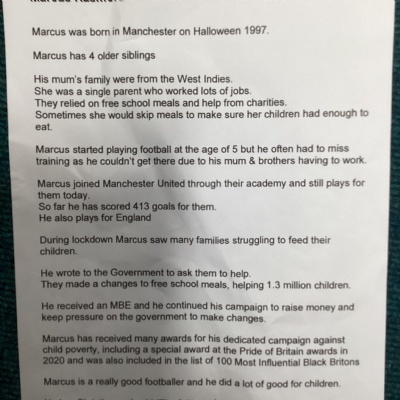 Marcus was born in Manchester on Halloween 1997.
Marcus has 4 older siblings
His mum's family were from the West Indies.
She was a single parent who worked lots of jobs.
They relied on free school meals and help from charities.
Sometimes she would skip meals to make sure her children had enough to
eat.
Marcus started playing football at the age of 5 but he often had to miss
training as he couldn't get there due to his mum & brothers having to work.
Marcus joined Manchester United through their academy and still plays for
them today.
So far he has scored 413 goals for them.
He also plays for England
During lockdown Marcus saw many families struggling to feed their
children.
He wrote to the Government to ask them to help.
They made a changes to free school meals, helping 1.3 million children.
He received an MBE and he continued his campaign to raise money and
keep pressure on the government to make changes.
Marcus has received many awards for his dedicated campaign against
child poverty, including a special award at the Pride of Britain awards in
2020 and was also included in the list of 100 Most Influential Black Britons
Marcus is a really good footballer and he did a lot of good for children.